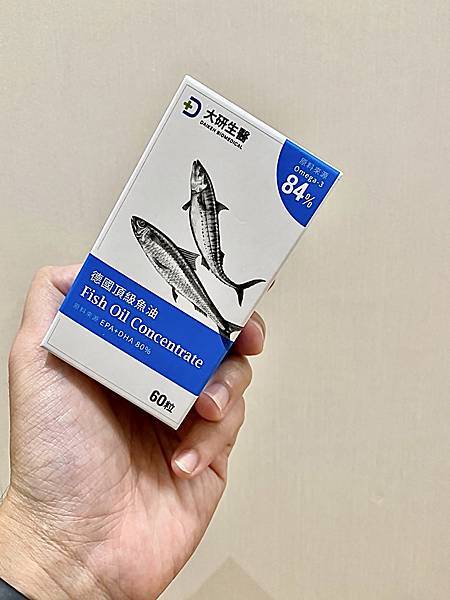 大研生醫
DAIKEN BIOMEDICAL
原料來源
Omega-3
84%
德國頂級魚油
Fish Oil Concentrate
原料來源 EPA+DHA 80%
60粒